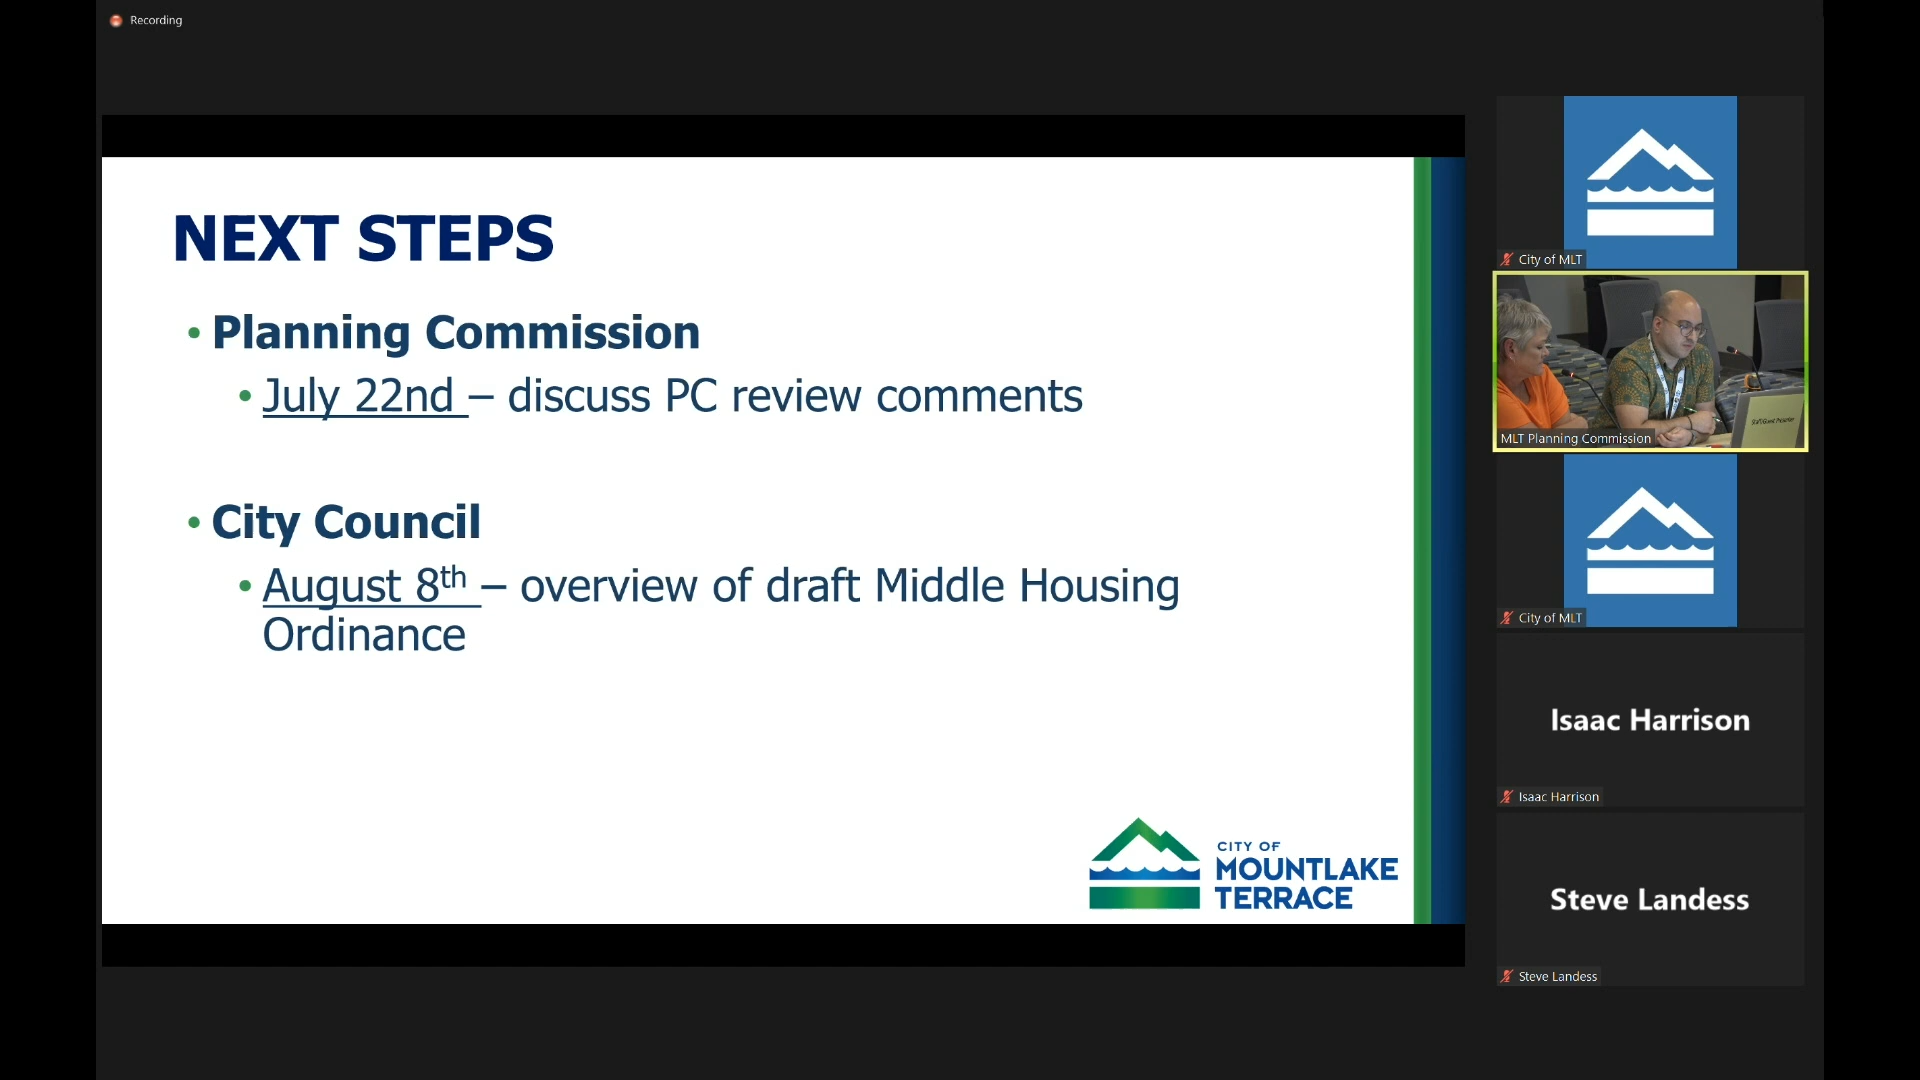 Recording
NEXT STEPS
• Planning Commission
• July 22nd – discuss PC review comments
• City Council
• August 8th – overview of draft Middle Housing
Ordinance
CITY OF
MOUNTLAKE
TERRACE
City of MLT
MLT Planning Commission
City of MLT
Isaac Harrison
Isaac Harrison
Steve Landess
Steve Landess